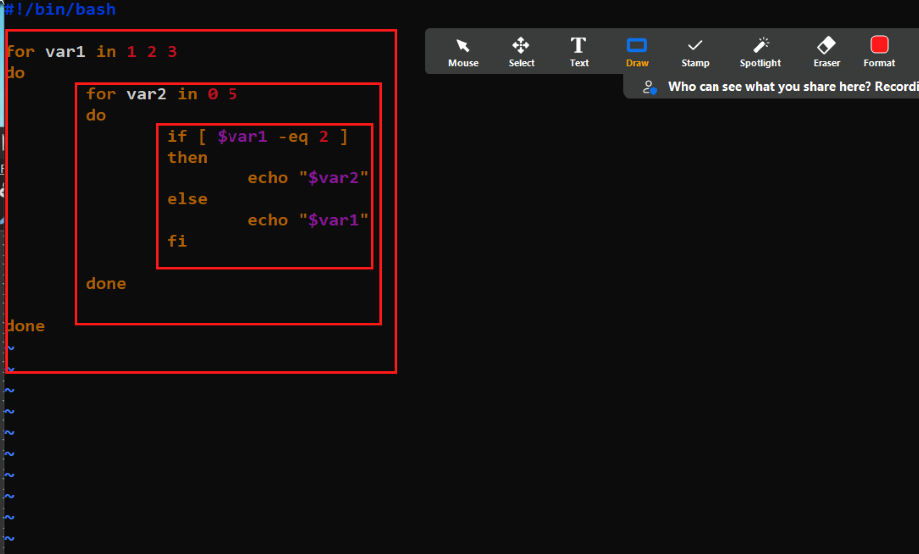 #!/bin/bash
for var1 in 1 2 3
do
for var2 in 0 5
do
if [ $var1 -eq 2 ]
then
echo "$var2"
else
echo "$var1"
fi
done
done
~
~
~
~
~
~
~
~
~
~
Mouse Select Text Draw Stamp Spotlight Eraser Format
Who can see what you share here? Recordi